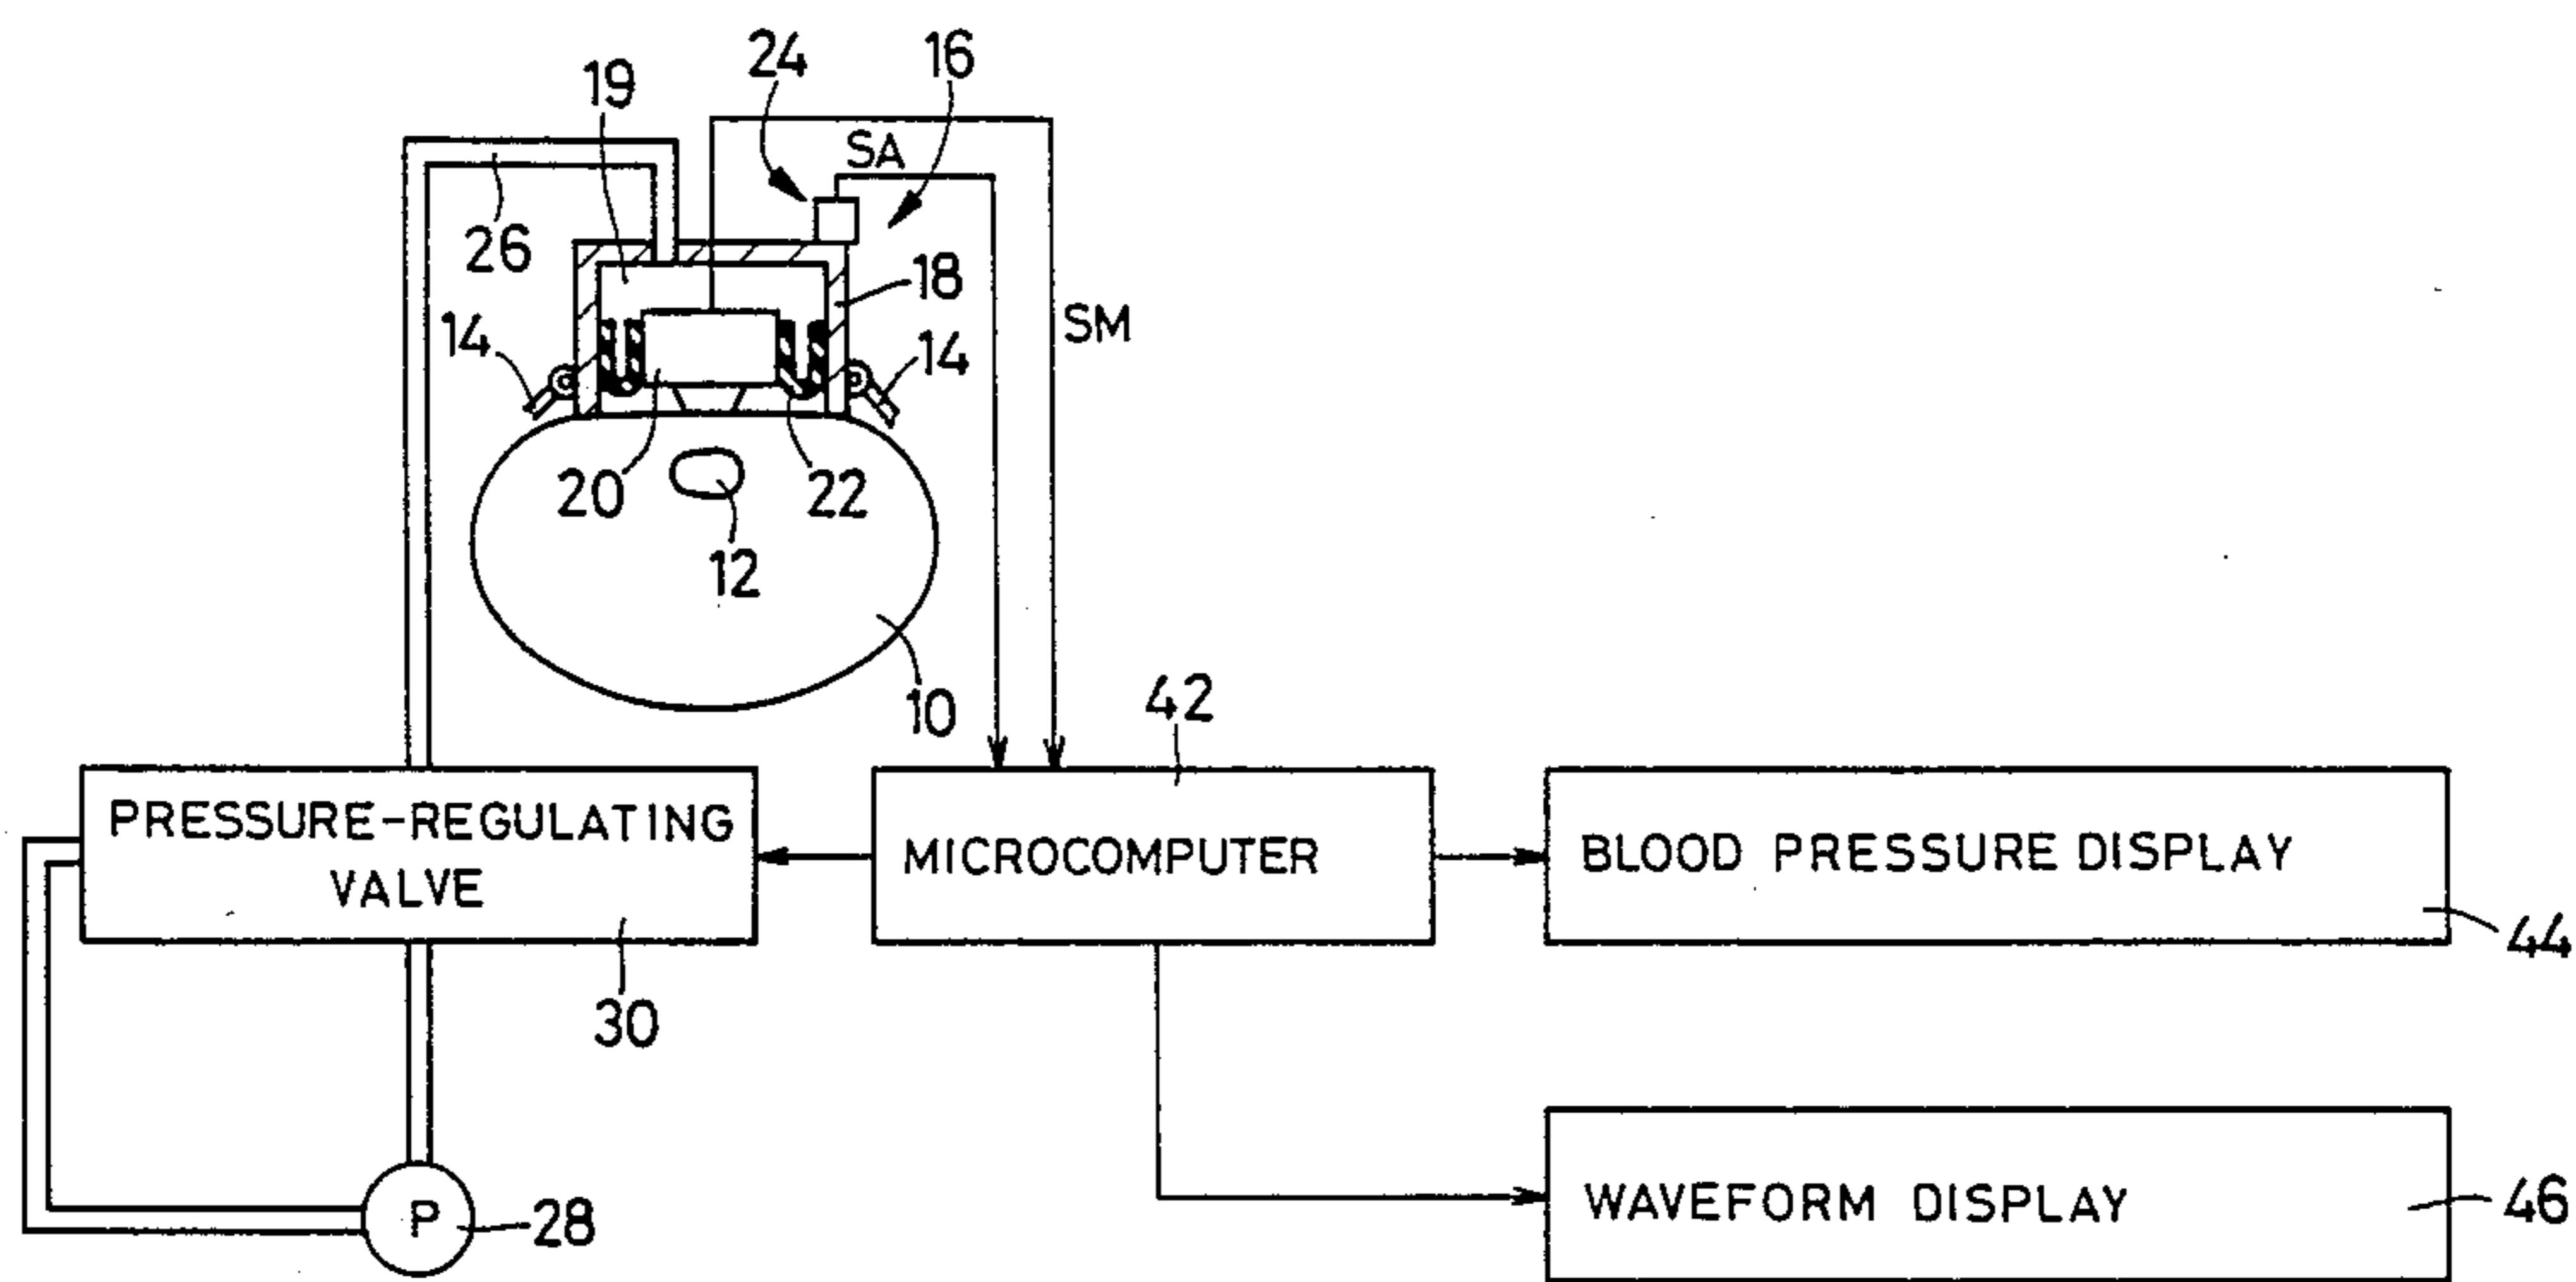 24
16
19
SA
26
18
14
SM
14
20
22
12
10
42
PRESSURE-REGULATING
VALVE
MICROCOMPUTER
BLOOD PRESSURE DISPLAY
44
30
P
28
WAVEFORM DISPLAY
46